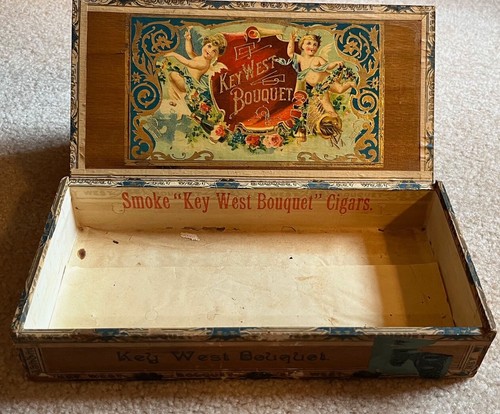 KEY WEST
BOUQUET
Smoke "Key West Bouquet" Cigars.
Key West Bouquet.